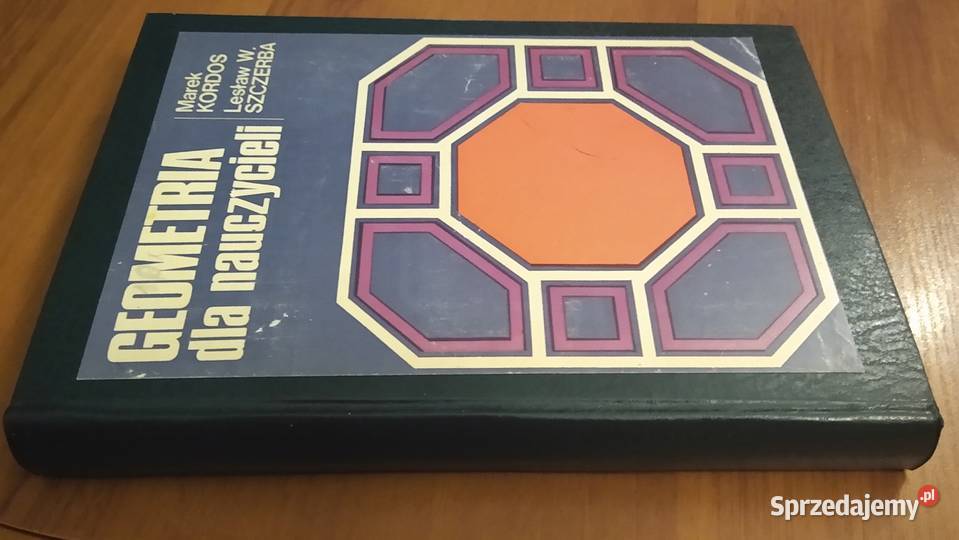 Marek
KORDOS
Lesław W.
SZCZERBA
GEOMETRIA
dla nauczycieli
Sprzedajemy.pl